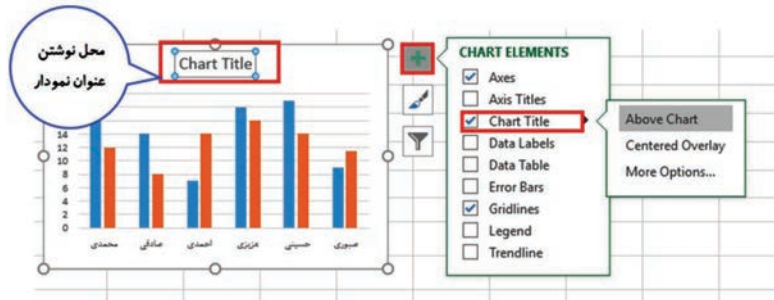 محل نوشتن
عنوان نمودار
Chart Title
14
12
10
8
6
4
2
0
محمدی
صادقی
احمدی
عزیزی
حسینی
صبوری
CHART ELEMENTS
Axes
Axis Titles
Chart Title
Data Labels
Data Table
Error Bars
Gridlines
Legend
Trendline
Above Chart
Centered Overlay
More Options...